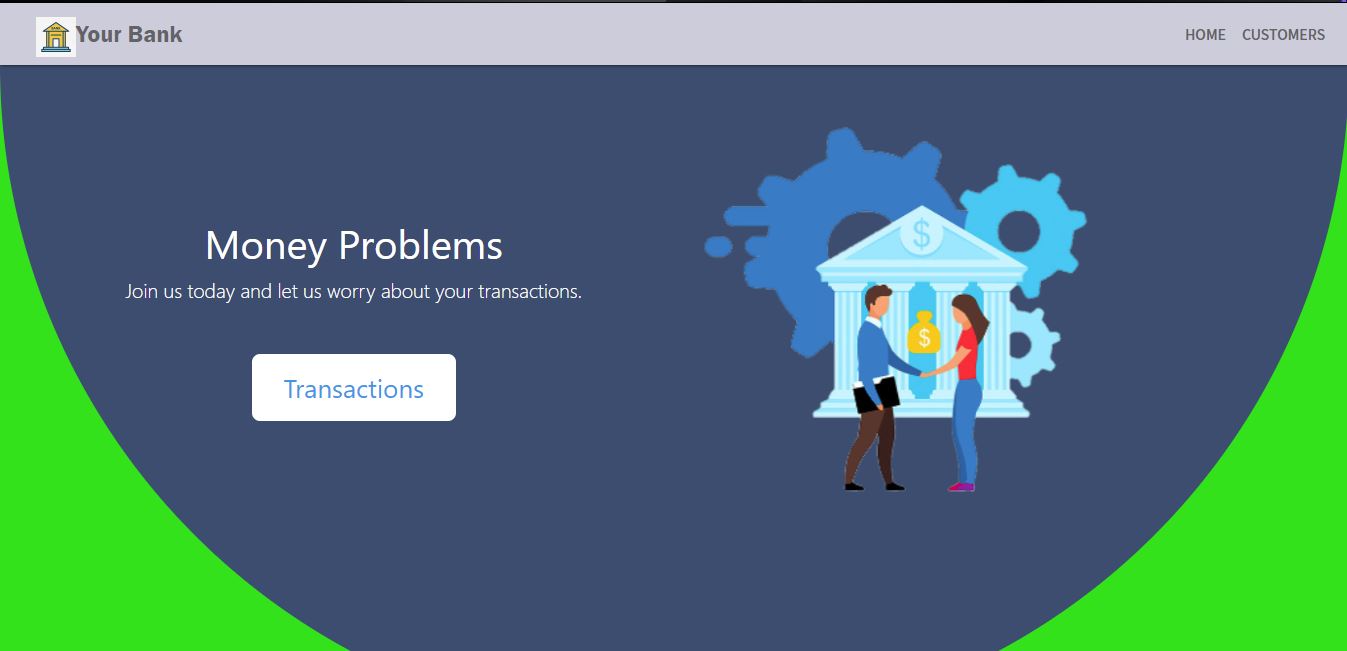 Your Bank
HOME CUSTOMERS
Money Problems
Join us today and let us worry about your transactions.
Transactions
$
$